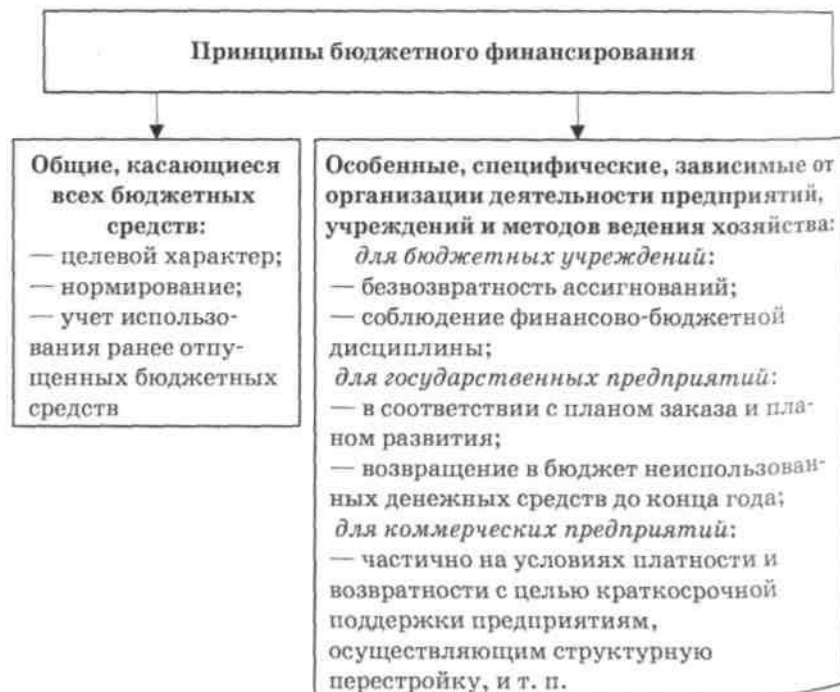 Принципы бюджетного финансирования
Общие, касающиеся
всех бюджетных
средств:
— целевой характер;
— нормирование;
— учет использо-
вания ранее отпу-
щенных бюджетных
средств
Особенные, специфические, зависимые от
организации деятельности предприятий,
учреждений и методов ведения хозяйства:
для бюджетных учреждений:
— безвозвратность ассигнований;
— соблюдение финансово-бюджетной
дисциплины;
для государственных предприятий:
— в соответствии с планом заказа и пла-
ном развития;
— возвращение в бюджет неиспользован-
ных денежных средств до конца года;
для коммерческих предприятий:
— частично на условиях платности и
возвратности с целью краткосрочной
поддержки предприятиям,
осуществляющим структурную
перестройку, и т. п.